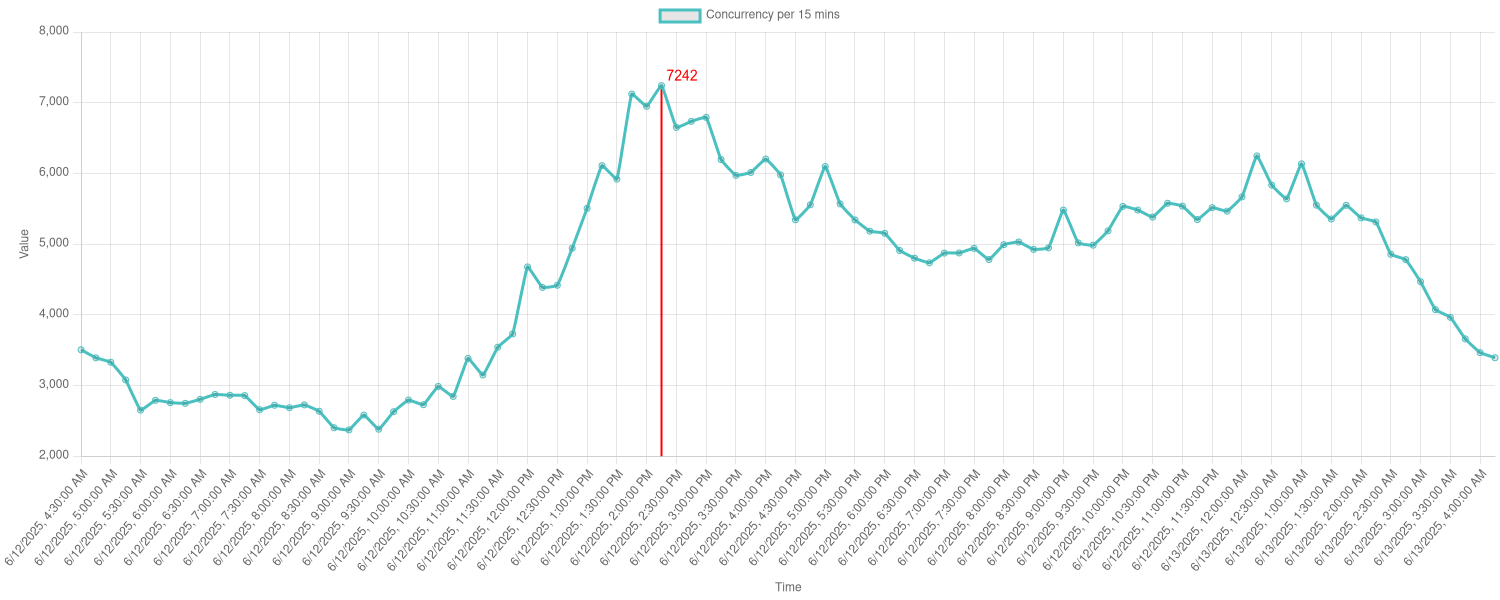 Concurrency per 15 mins
8,000
7,000
6,000
5,000
4,000
3,000
2,000
Value
7242
6/12/2025, 4:30:00 AM
6/12/2025, 5:00:00 AM
6/12/2025, 5:30:00 AM
6/12/2025, 6:00:00 AM
6/12/2025, 6:30:00 AM
6/12/2025, 7:00:00 AM
6/12/2025, 7:30:00 AM
6/12/2025, 8:00:00 AM
6/12/2025, 8:30:00 AM
6/12/2025, 9:00:00 AM
6/12/2025, 9:30:00 AM
6/12/2025, 10:00:00 AM
6/12/2025, 10:30:00 AM
6/12/2025, 11:00:00 AM
6/12/2025, 11:30:00 AM
6/12/2025, 12:00:00 PM
6/12/2025, 12:30:00 PM
6/12/2025, 1:00:00 PM
6/12/2025, 1:30:00 PM
6/12/2025, 2:00:00 PM
6/12/2025, 2:30:00 PM
6/12/2025, 3:00:00 PM
6/12/2025, 3:30:00 PM
6/12/2025, 4:00:00 PM
6/12/2025, 4:30:00 PM
6/12/2025, 5:00:00 PM
6/12/2025, 5:30:00 PM
6/12/2025, 6:00:00 PM
6/12/2025, 6:30:00 PM
6/12/2025, 7:00:00 PM
6/12/2025, 7:30:00 PM
6/12/2025, 8:00:00 PM
6/12/2025, 8:30:00 PM
6/12/2025, 9:00:00 PM
6/12/2025, 9:30:00 PM
6/12/2025, 10:00:00 PM
6/12/2025, 10:30:00 PM
6/12/2025, 11:00:00 PM
6/12/2025, 11:30:00 PM
6/13/2025, 12:00:00 AM
6/13/2025, 12:30:00 AM
6/13/2025, 1:00:00 AM
6/13/2025, 1:30:00 AM
6/13/2025, 2:00:00 AM
6/13/2025, 2:30:00 AM
6/13/2025, 3:00:00 AM
6/13/2025, 3:30:00 AM
6/13/2025, 4:00:00 AM
Time